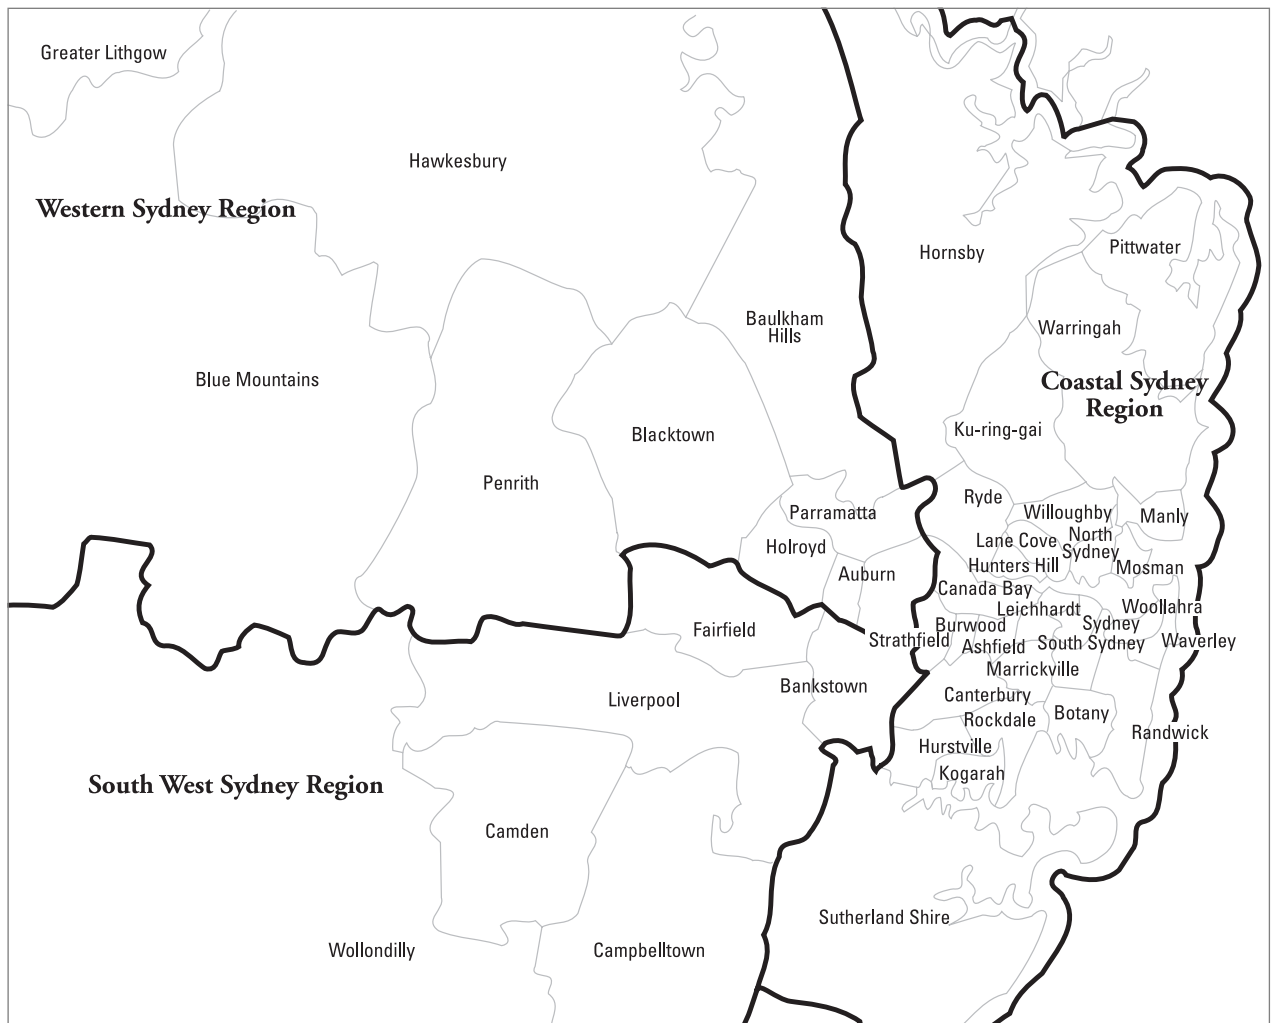 Greater Lithgow
Hawkesbury
Western Sydney Region
Hornsby
Pittwater
Baulkham
Hills
Warringah
Blue Mountains
Coastal Sydney
Region
Blacktown
Ku-ring-gai
Penrith
Ryde
Parramatta
Willoughby
Manly
North
Sydney
Lane Cove
Holroyd
Hunters Hill
Mosman
Auburn
Canada Bay
Leichhardt
Woollahra
Fairfield
Burwood
Sydney
Strathfield
Ashfield
South Sydney
Waverley
Marrickville
Bankstown
Liverpool
Canterbury
Rockdale
Botany
Randwick
Hurstville
Kogarah
South West Sydney Region
Camden
Sutherland Shire
Wollondilly
Campbelltown